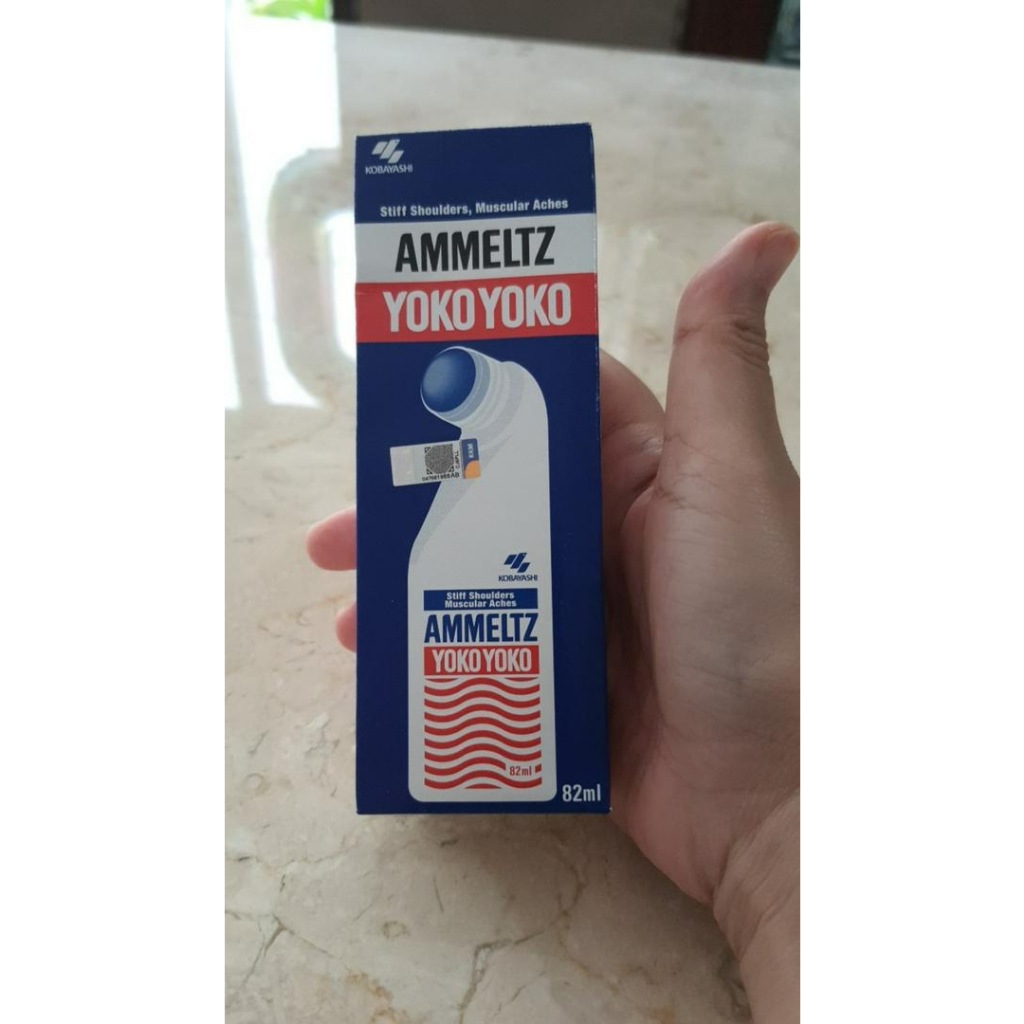 KOBAYASHI
Stiff Shoulders, Muscular Aches
AMMELTZ
YOKO YOKO
KOBAYASHI
Stiff Shoulders
Muscular Aches
AMMELTZ
YOKO YOKO
82ml
82ml